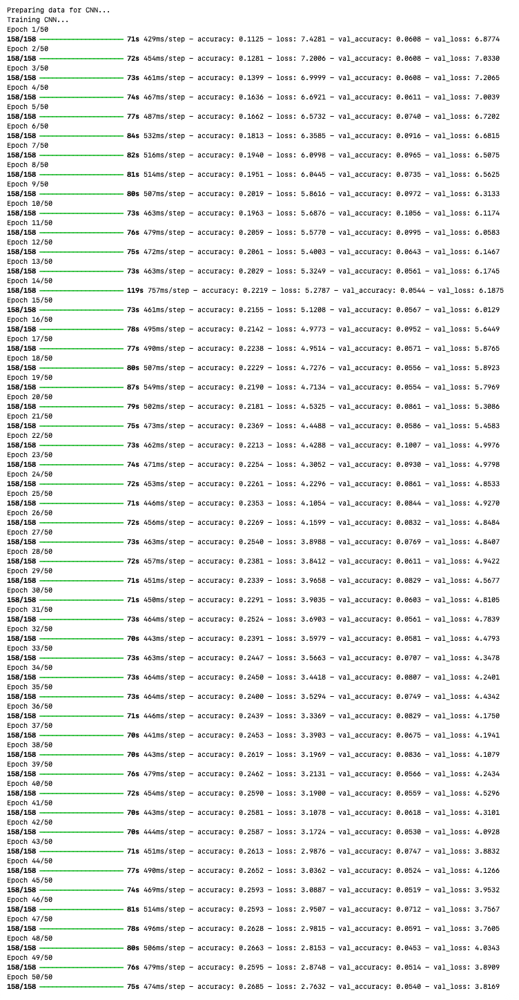 Preparing data for CNN...
Training CNN...
Epoch 1/50
158/158 ━━━━━━━━━━━━━━━━━━━━ 71s 429ms/step - accuracy: 0.1125 - loss: 7.4281 - val_accuracy: 0.0608 - val_loss: 6.8774
Epoch 2/50
158/158 ━━━━━━━━━━━━━━━━━━━━ 72s 454ms/step - accuracy: 0.1281 - loss: 7.2006 - val_accuracy: 0.0608 - val_loss: 7.0330
Epoch 3/50
158/158 ━━━━━━━━━━━━━━━━━━━━ 73s 461ms/step - accuracy: 0.1399 - loss: 6.9999 - val_accuracy: 0.0608 - val_loss: 7.2065
Epoch 4/50
158/158 ━━━━━━━━━━━━━━━━━━━━ 74s 467ms/step - accuracy: 0.1636 - loss: 6.6921 - val_accuracy: 0.0611 - val_loss: 7.0039
Epoch 5/50
158/158 ━━━━━━━━━━━━━━━━━━━━ 77s 487ms/step - accuracy: 0.1662 - loss: 6.5732 - val_accuracy: 0.0740 - val_loss: 6.7202
Epoch 6/50
158/158 ━━━━━━━━━━━━━━━━━━━━ 84s 532ms/step - accuracy: 0.1813 - loss: 6.3585 - val_accuracy: 0.0916 - val_loss: 6.6815
Epoch 7/50
158/158 ━━━━━━━━━━━━━━━━━━━━ 82s 516ms/step - accuracy: 0.1940 - loss: 6.0998 - val_accuracy: 0.0965 - val_loss: 6.5075
Epoch 8/50
158/158 ━━━━━━━━━━━━━━━━━━━━ 81s 514ms/step - accuracy: 0.1951 - loss: 6.0445 - val_accuracy: 0.0735 - val_loss: 6.5625
Epoch 9/50
158/158 ━━━━━━━━━━━━━━━━━━━━ 80s 507ms/step - accuracy: 0.2019 - loss: 5.8616 - val_accuracy: 0.0972 - val_loss: 6.3133
Epoch 10/50
158/158 ━━━━━━━━━━━━━━━━━━━━ 73s 463ms/step - accuracy: 0.1963 - loss: 5.6876 - val_accuracy: 0.1056 - val_loss: 6.1174
Epoch 11/50
158/158 ━━━━━━━━━━━━━━━━━━━━ 76s 479ms/step - accuracy: 0.2059 - loss: 5.5770 - val_accuracy: 0.0995 - val_loss: 6.0583
Epoch 12/50
158/158 ━━━━━━━━━━━━━━━━━━━━ 75s 472ms/step - accuracy: 0.2061 - loss: 5.4003 - val_accuracy: 0.0643 - val_loss: 6.1467
Epoch 13/50
158/158 ━━━━━━━━━━━━━━━━━━━━ 73s 463ms/step - accuracy: 0.2029 - loss: 5.3249 - val_accuracy: 0.0561 - val_loss: 6.1745
Epoch 14/50
158/158 ━━━━━━━━━━━━━━━━━━━━ 119s 757ms/step - accuracy: 0.2219 - loss: 5.2787 - val_accuracy: 0.0544 - val_loss: 6.1875
Epoch 15/50
158/158 ━━━━━━━━━━━━━━━━━━━━ 73s 461ms/step - accuracy: 0.2155 - loss: 5.1208 - val_accuracy: 0.0567 - val_loss: 6.0129
Epoch 16/50
158/158 ━━━━━━━━━━━━━━━━━━━━ 78s 495ms/step - accuracy: 0.2142 - loss: 4.9773 - val_accuracy: 0.0952 - val_loss: 5.6449
Epoch 17/50
158/158 ━━━━━━━━━━━━━━━━━━━━ 77s 490ms/step - accuracy: 0.2238 - loss: 4.9514 - val_accuracy: 0.0571 - val_loss: 5.8765
Epoch 18/50
158/158 ━━━━━━━━━━━━━━━━━━━━ 80s 507ms/step - accuracy: 0.2229 - loss: 4.7276 - val_accuracy: 0.0556 - val_loss: 5.8923
Epoch 19/50
158/158 ━━━━━━━━━━━━━━━━━━━━ 87s 549ms/step - accuracy: 0.2190 - loss: 4.7134 - val_accuracy: 0.0554 - val_loss: 5.7969
Epoch 20/50
158/158 ━━━━━━━━━━━━━━━━━━━━ 79s 502ms/step - accuracy: 0.2181 - loss: 4.5325 - val_accuracy: 0.0861 - val_loss: 5.3086
Epoch 21/50
158/158 ━━━━━━━━━━━━━━━━━━━━ 75s 473ms/step - accuracy: 0.2369 - loss: 4.4488 - val_accuracy: 0.0586 - val_loss: 5.4583
Epoch 22/50
158/158 ━━━━━━━━━━━━━━━━━━━━ 73s 462ms/step - accuracy: 0.2213 - loss: 4.4288 - val_accuracy: 0.1007 - val_loss: 4.9976
Epoch 23/50
158/158 ━━━━━━━━━━━━━━━━━━━━ 74s 471ms/step - accuracy: 0.2254 - loss: 4.3052 - val_accuracy: 0.0930 - val_loss: 4.9798
Epoch 24/50
158/158 ━━━━━━━━━━━━━━━━━━━━ 72s 453ms/step - accuracy: 0.2261 - loss: 4.2296 - val_accuracy: 0.0861 - val_loss: 4.8533
Epoch 25/50
158/158 ━━━━━━━━━━━━━━━━━━━━ 71s 446ms/step - accuracy: 0.2353 - loss: 4.1054 - val_accuracy: 0.0844 - val_loss: 4.9270
Epoch 26/50
158/158 ━━━━━━━━━━━━━━━━━━━━ 72s 456ms/step - accuracy: 0.2269 - loss: 4.1599 - val_accuracy: 0.0832 - val_loss: 4.8484
Epoch 27/50
158/158 ━━━━━━━━━━━━━━━━━━━━ 73s 463ms/step - accuracy: 0.2540 - loss: 3.8988 - val_accuracy: 0.0769 - val_loss: 4.8407
Epoch 28/50
158/158 ━━━━━━━━━━━━━━━━━━━━ 72s 457ms/step - accuracy: 0.2381 - loss: 3.8412 - val_accuracy: 0.0611 - val_loss: 4.9422
Epoch 29/50
158/158 ━━━━━━━━━━━━━━━━━━━━ 71s 451ms/step - accuracy: 0.2339 - loss: 3.9658 - val_accuracy: 0.0829 - val_loss: 4.5677
Epoch 30/50
158/158 ━━━━━━━━━━━━━━━━━━━━ 71s 450ms/step - accuracy: 0.2291 - loss: 3.9035 - val_accuracy: 0.0603 - val_loss: 4.8105
Epoch 31/50
158/158 ━━━━━━━━━━━━━━━━━━━━ 73s 464ms/step - accuracy: 0.2524 - loss: 3.6903 - val_accuracy: 0.0561 - val_loss: 4.7839
Epoch 32/50
158/158 ━━━━━━━━━━━━━━━━━━━━ 70s 443ms/step - accuracy: 0.2391 - loss: 3.5979 - val_accuracy: 0.0581 - val_loss: 4.4793
Epoch 33/50
158/158 ━━━━━━━━━━━━━━━━━━━━ 73s 463ms/step - accuracy: 0.2447 - loss: 3.5663 - val_accuracy: 0.0707 - val_loss: 4.3478
Epoch 34/50
158/158 ━━━━━━━━━━━━━━━━━━━━ 73s 464ms/step - accuracy: 0.2450 - loss: 3.4418 - val_accuracy: 0.0807 - val_loss: 4.2401
Epoch 35/50
158/158 ━━━━━━━━━━━━━━━━━━━━ 73s 464ms/step - accuracy: 0.2400 - loss: 3.5294 - val_accuracy: 0.0749 - val_loss: 4.4342
Epoch 36/50
158/158 ━━━━━━━━━━━━━━━━━━━━ 71s 446ms/step - accuracy: 0.2439 - loss: 3.3369 - val_accuracy: 0.0829 - val_loss: 4.1750
Epoch 37/50
158/158 ━━━━━━━━━━━━━━━━━━━━ 70s 441ms/step - accuracy: 0.2453 - loss: 3.3903 - val_accuracy: 0.0675 - val_loss: 4.1941
Epoch 38/50
158/158 ━━━━━━━━━━━━━━━━━━━━ 70s 443ms/step - accuracy: 0.2619 - loss: 3.1969 - val_accuracy: 0.0836 - val_loss: 4.1079
Epoch 39/50
158/158 ━━━━━━━━━━━━━━━━━━━━ 76s 479ms/step - accuracy: 0.2462 - loss: 3.2131 - val_accuracy: 0.0566 - val_loss: 4.2434
Epoch 40/50
158/158 ━━━━━━━━━━━━━━━━━━━━ 72s 454ms/step - accuracy: 0.2590 - loss: 3.1900 - val_accuracy: 0.0559 - val_loss: 4.5296
Epoch 41/50
158/158 ━━━━━━━━━━━━━━━━━━━━ 70s 443ms/step - accuracy: 0.2581 - loss: 3.1078 - val_accuracy: 0.0618 - val_loss: 4.3101
Epoch 42/50
158/158 ━━━━━━━━━━━━━━━━━━━━ 70s 444ms/step - accuracy: 0.2587 - loss: 3.1724 - val_accuracy: 0.0530 - val_loss: 4.0928
Epoch 43/50
158/158 ━━━━━━━━━━━━━━━━━━━━ 71s 451ms/step - accuracy: 0.2613 - loss: 2.9876 - val_accuracy: 0.0747 - val_loss: 3.8832
Epoch 44/50
158/158 ━━━━━━━━━━━━━━━━━━━━ 77s 490ms/step - accuracy: 0.2652 - loss: 3.0362 - val_accuracy: 0.0524 - val_loss: 4.1266
Epoch 45/50
158/158 ━━━━━━━━━━━━━━━━━━━━ 74s 469ms/step - accuracy: 0.2593 - loss: 3.0887 - val_accuracy: 0.0519 - val_loss: 3.9532
Epoch 46/50
158/158 ━━━━━━━━━━━━━━━━━━━━ 81s 514ms/step - accuracy: 0.2593 - loss: 2.9507 - val_accuracy: 0.0712 - val_loss: 3.7567
Epoch 47/50
158/158 ━━━━━━━━━━━━━━━━━━━━ 78s 496ms/step - accuracy: 0.2628 - loss: 2.9815 - val_accuracy: 0.0591 - val_loss: 3.7605
Epoch 48/50
158/158 ━━━━━━━━━━━━━━━━━━━━ 80s 506ms/step - accuracy: 0.2663 - loss: 2.8153 - val_accuracy: 0.0453 - val_loss: 4.0343
Epoch 49/50
158/158 ━━━━━━━━━━━━━━━━━━━━ 76s 479ms/step - accuracy: 0.2595 - loss: 2.8748 - val_accuracy: 0.0514 - val_loss: 3.8909
Epoch 50/50
158/158 ━━━━━━━━━━━━━━━━━━━━ 75s 474ms/step - accuracy: 0.2685 - loss: 2.7632 - val_accuracy: 0.0540 - val_loss: 3.8169